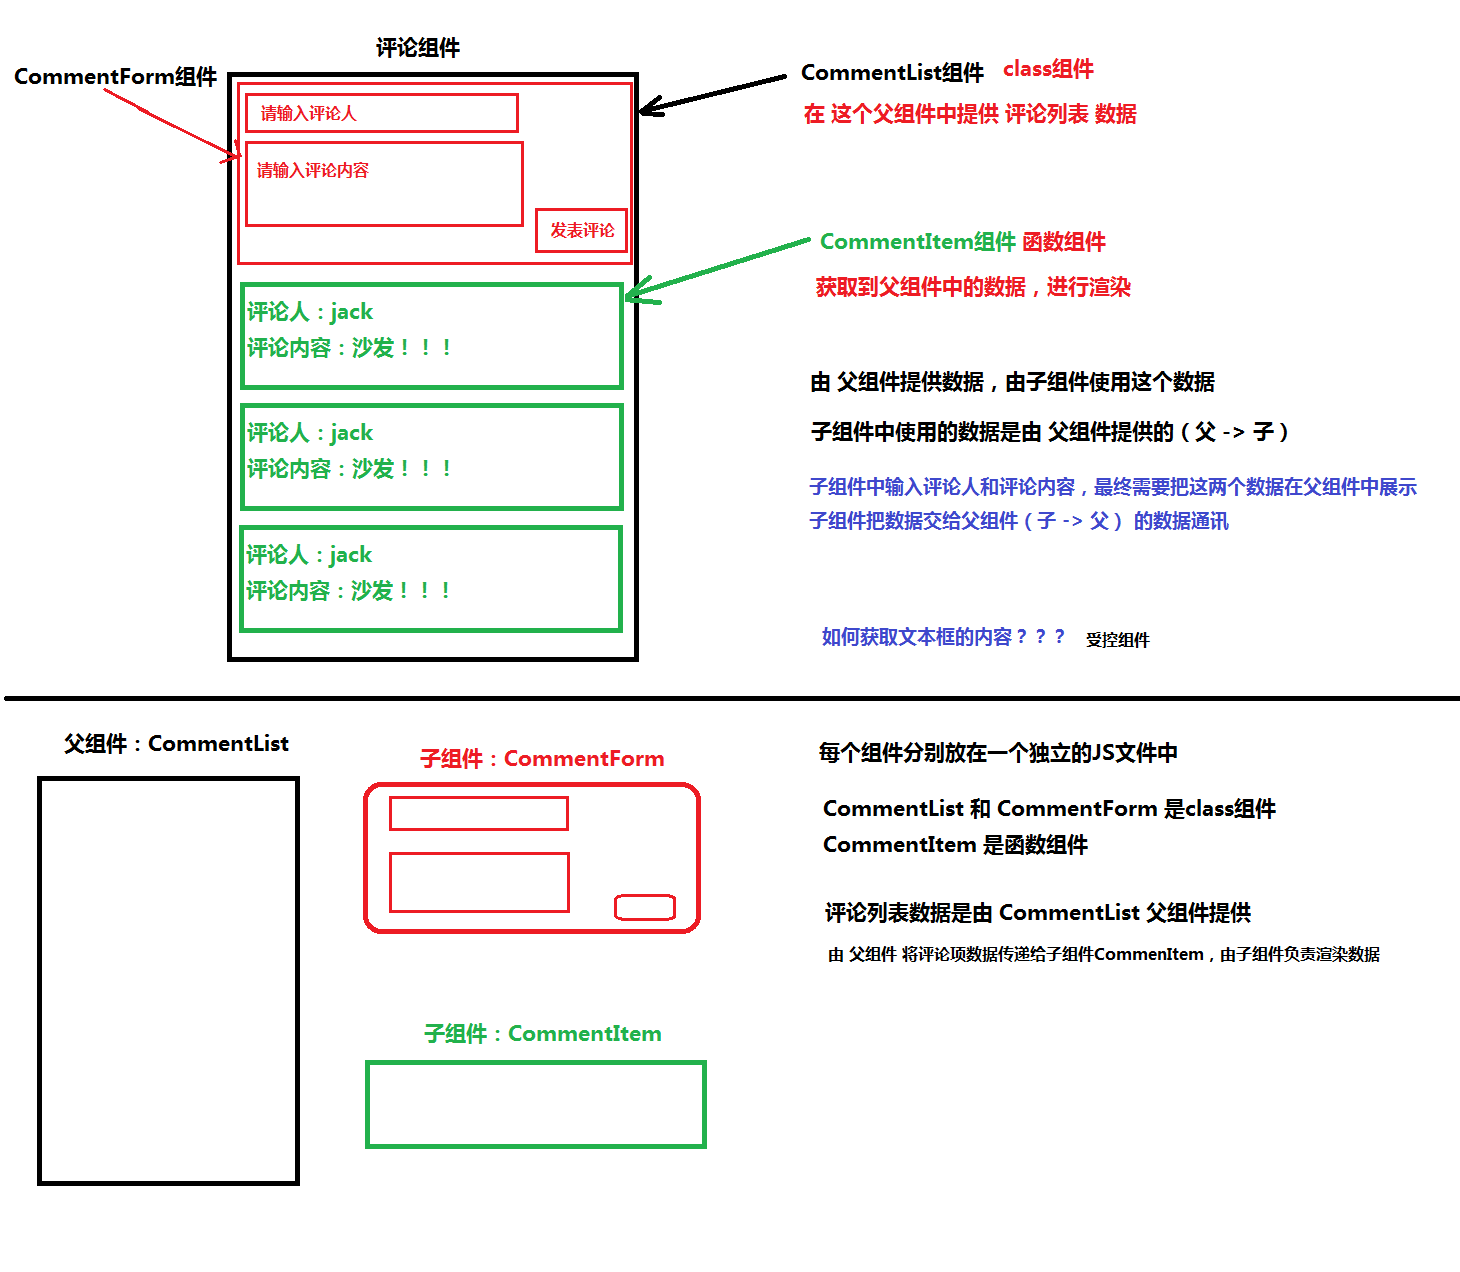 评论组件
CommentForm组件
请输入评论人
请输入评论内容
发表评论
评论人：jack
评论内容：沙发！！！
评论人：jack
评论内容：沙发！！！
评论人：jack
评论内容：沙发！！！
CommentList组件 class组件
在 这个父组件中提供 评论列表 数据
CommentItem组件 函数组件
获取到父组件中的数据，进行渲染
由 父组件提供数据，由子组件使用这个数据
子组件中使用的数据是由 父组件提供的（父 -> 子）
子组件中输入评论人和评论内容，最终需要把这两个数据在父组件中展示
子组件把数据交给父组件（子 -> 父） 的数据通讯
如何获取文本框的内容？？？ 受控组件
父组件：CommentList
子组件：CommentForm
子组件：CommentItem
每个组件分别放在一个独立的JS文件中
CommentList 和 CommentForm 是class组件
CommentItem 是函数组件
评论列表数据是由 CommentList 父组件提供
由 父组件 将评论项数据传递给子组件CommenItem，由子组件负责渲染数据